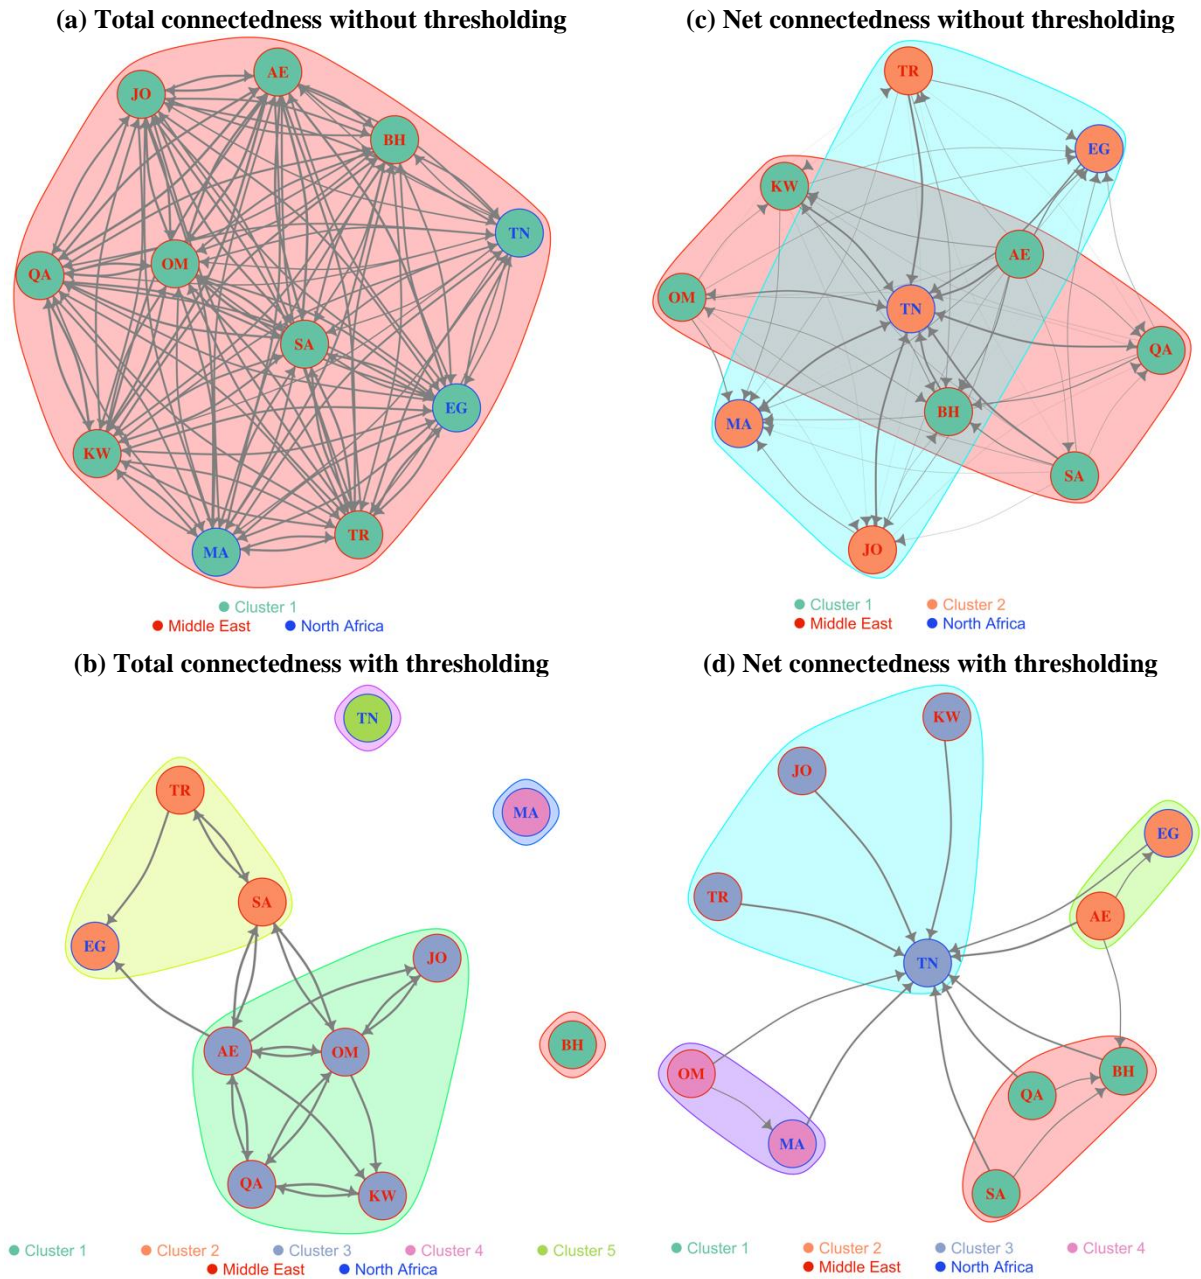 (a) Total connectedness without thresholding
AE
JO
BH
TN
OM
QA
SA
EG
KW
TR
MA
Cluster 1
Middle East North Africa
(c) Net connectedness without thresholding
TR
EG
KW
AE
OM
TN
QA
BH
MA
SA
JO
Cluster 1 Cluster 2
Middle East North Africa
(b) Total connectedness with thresholding
TN
TR
MA
SA
EG
JO
BH
AE OM
QA
KW
Cluster 1 Cluster 2 Cluster 3 Cluster 4 Cluster 5
Middle East North Africa
(d) Net connectedness with thresholding
KW
JO
EG
TR
AE
TN
OM
BH
QA
MA
SA
Cluster 1 Cluster 2 Cluster 3 Cluster 4
Middle East North Africa